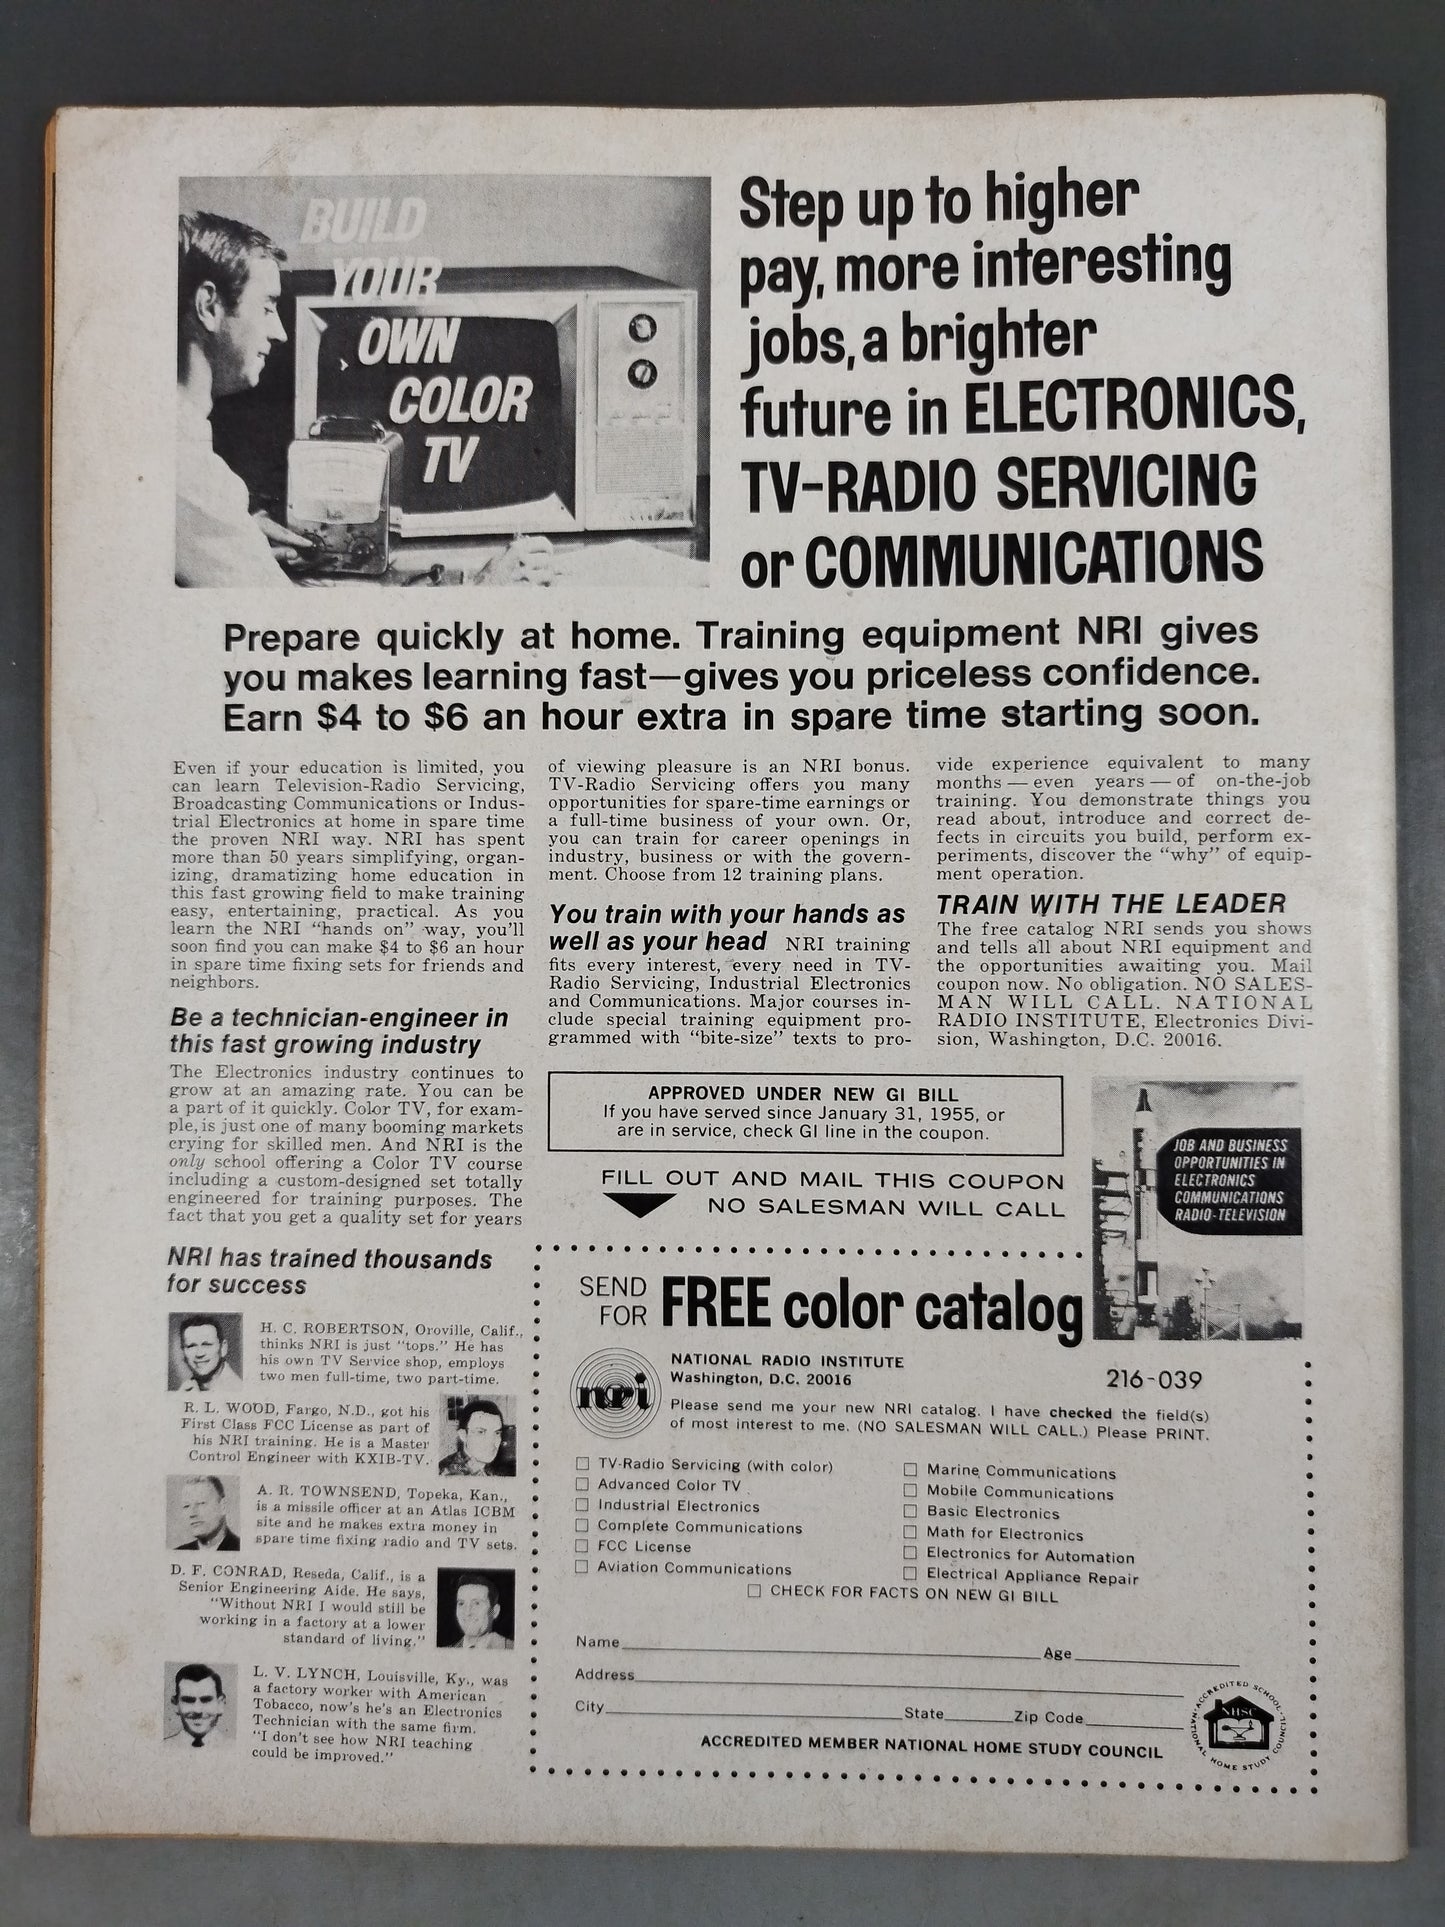 BUILD
YOUR
OWN
COLOR
TV
Step up to higher
pay, more interesting
jobs, a brighter
future in ELECTRONICS,
TV-RADIO SERVICING
or COMMUNICATIONS
Prepare quickly at home. Training equipment NRI gives
you makes learning fast—gives you priceless confidence.
Earn $4 to $6 an hour extra in spare time starting soon.
Even if your education is limited, you
can learn Television-Radio Servicing,
Broadcasting Communications or Indus-
trial Electronics at home in spare time
the proven NRI way. NRI has spent
more than 50 years simplifying, organ-
izing, dramatizing home education in
this fast growing field to make training
easy, entertaining, practical. As you
learn the NRI "hands on" way, you'll
soon find you can make $4 to $6 an hour
in spare time fixing sets for friends and
neighbors.
Be a technician-engineer in
this fast growing industry
The Electronics industry continues to
grow at an amazing rate. You can be
a part of it quickly. Color TV, for exam-
ple, is just one of many booming markets
crying for skilled men. And NRI is the
only school offering a Color TV course
including a custom-designed set totally
engineered for training purposes. The
fact that you get a quality set for years
of viewing pleasure is an NRI bonus.
TV-Radio Servicing offers you many
opportunities for spare-time earnings or
a full-time business of your own. Or,
you can train for career openings in
industry, business or with the govern-
ment. Choose from 12 training plans.
You train with your hands as
well as your head NRI training
fits every interest, every need in TV-
Radio Servicing, Industrial Electronics
and Communications. Major courses in-
clude special training equipment pro-
grammed with "bite-size" texts to pro-
vide experience equivalent to many
months — even years — of on-the-job
training. You demonstrate things you
read about, introduce and correct de-
fects in circuits you build, perform ex-
periments, discover the "why" of equip-
ment operation.
TRAIN WITH THE LEADER
The free catalog NRI sends you shows
and tells all about NRI equipment and
the opportunities awaiting you. Mail
coupon now. No obligation. NO SALES-
MAN WILL CALL. NATIONAL
RADIO INSTITUTE, Electronics Divi-
sion, Washington, D.C. 20016.
NRI has trained thousands
for success
H. C. ROBERTSON, Oroville, Calif.,
thinks NRI is just "tops." He has
his own TV Service shop, employs
two men full-time, two part-time.
R. L. WOOD, Fargo, N.D., got his
First Class FCC License as part of
his NRI training. He is a Master
Control Engineer with KXIB-TV.
A. R. TOWNSEND, Topeka, Kan.,
is a missile officer at an Atlas ICBM
site and he makes extra money in
spare time fixing radio and TV sets.
D. F. CONRAD, Reseda, Calif., is a
Senior Engineering Aide. He says,
"Without NRI I would still be
working in a factory at a lower
standard of living."
L. V. LYNCH, Louisville, Ky., was
a factory worker with American
Tobacco, now's he's an Electronics
Technician with the same firm.
"I don't see how NRI teaching
could be improved."
APPROVED UNDER NEW GI BILL
If you have served since January 31, 1955, or
are in service, check GI line in the coupon.
FILL OUT AND MAIL THIS COUPON
NO SALESMAN WILL CALL
JOB AND BUSINESS
OPPORTUNITIES IN
ELECTRONICS
COMMUNICATIONS
RADIO-TELEVISION
SEND
FOR FREE color catalog
nri
NATIONAL RADIO INSTITUTE
Washington, D.C. 20016
216-039
Please send me your new NRI catalog. I have checked the field(s)
of most interest to me. (NO SALESMAN WILL CALL.) Please PRINT.
TV-Radio Servicing (with color)
Advanced Color TV
Industrial Electronics
Complete Communications
FCC License
Aviation Communications
Marine Communications
Mobile Communications
Basic Electronics
Math for Electronics
Electronics for Automation
Electrical Appliance Repair
CHECK FOR FACTS ON NEW GI BILL
Name Age
Address
City State Zip Code
ACCREDITED MEMBER NATIONAL HOME STUDY COUNCIL
ACCREDITED SCHOOL
NATIONAL HOME STUDY COUNCIL
NHSC